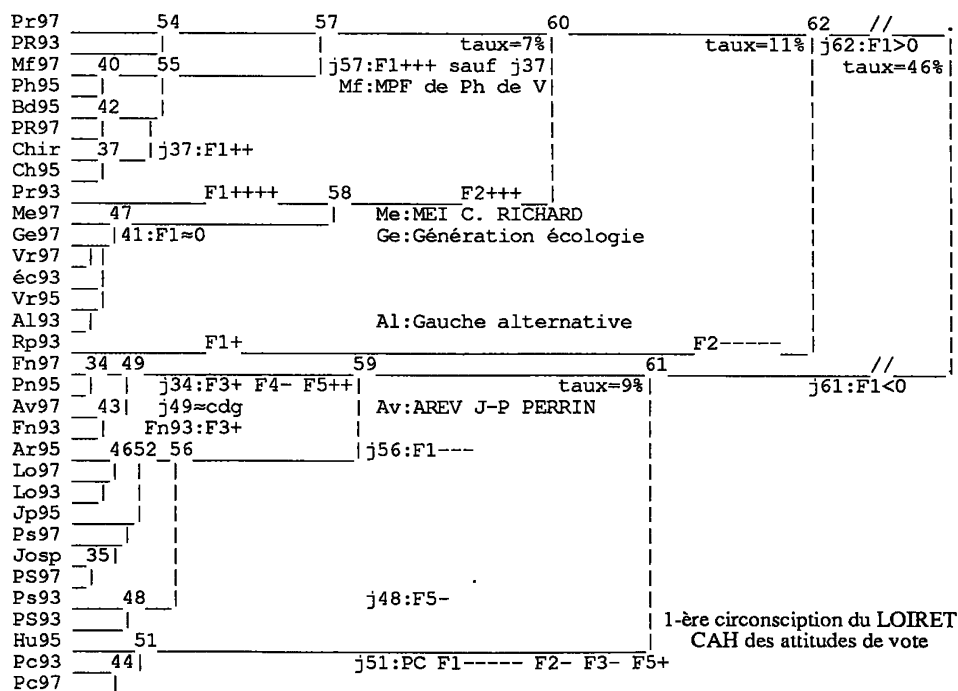 Pr97 54 57 60 62 //
PR93 taux=7% taux=11% j62:F1>0
Mf97 40 55 j57:F1+++ sauf j37 taux=46%
Ph95 Mf:MPF de Ph de V
Bd95 42
PR97
Chir 37 j37:F1++
Ch95
Pr93 F1++++ 58 F2+++
Me97 47 Me:MEI C. RICHARD
Ge97 41:F1≈0 Ge:Génération écologie
Vr97
éc93
Vr95
Al93 Al:Gauche alternative
Rp93 F1+ F2-----
Fn97 34 49 59 61 //
Pn95 j34:F3+ F4- F5++ taux=9% j61:F1<0
Av97 43 j49≈cdg Av:AREV J-P PERRIN
Fn93 Fn93:F3+
Ar95 46 52 56 j56:F1---
Lo97
Lo93
Jp95
Ps97
Josp 35
PS97
Ps93 48 j48:F5-
PS93 1-ère circonsciption du LOIRET
Hu95 51 CAH des attitudes de vote
Pc93 44 j51:PC F1----- F2- F3- F5+
Pc97